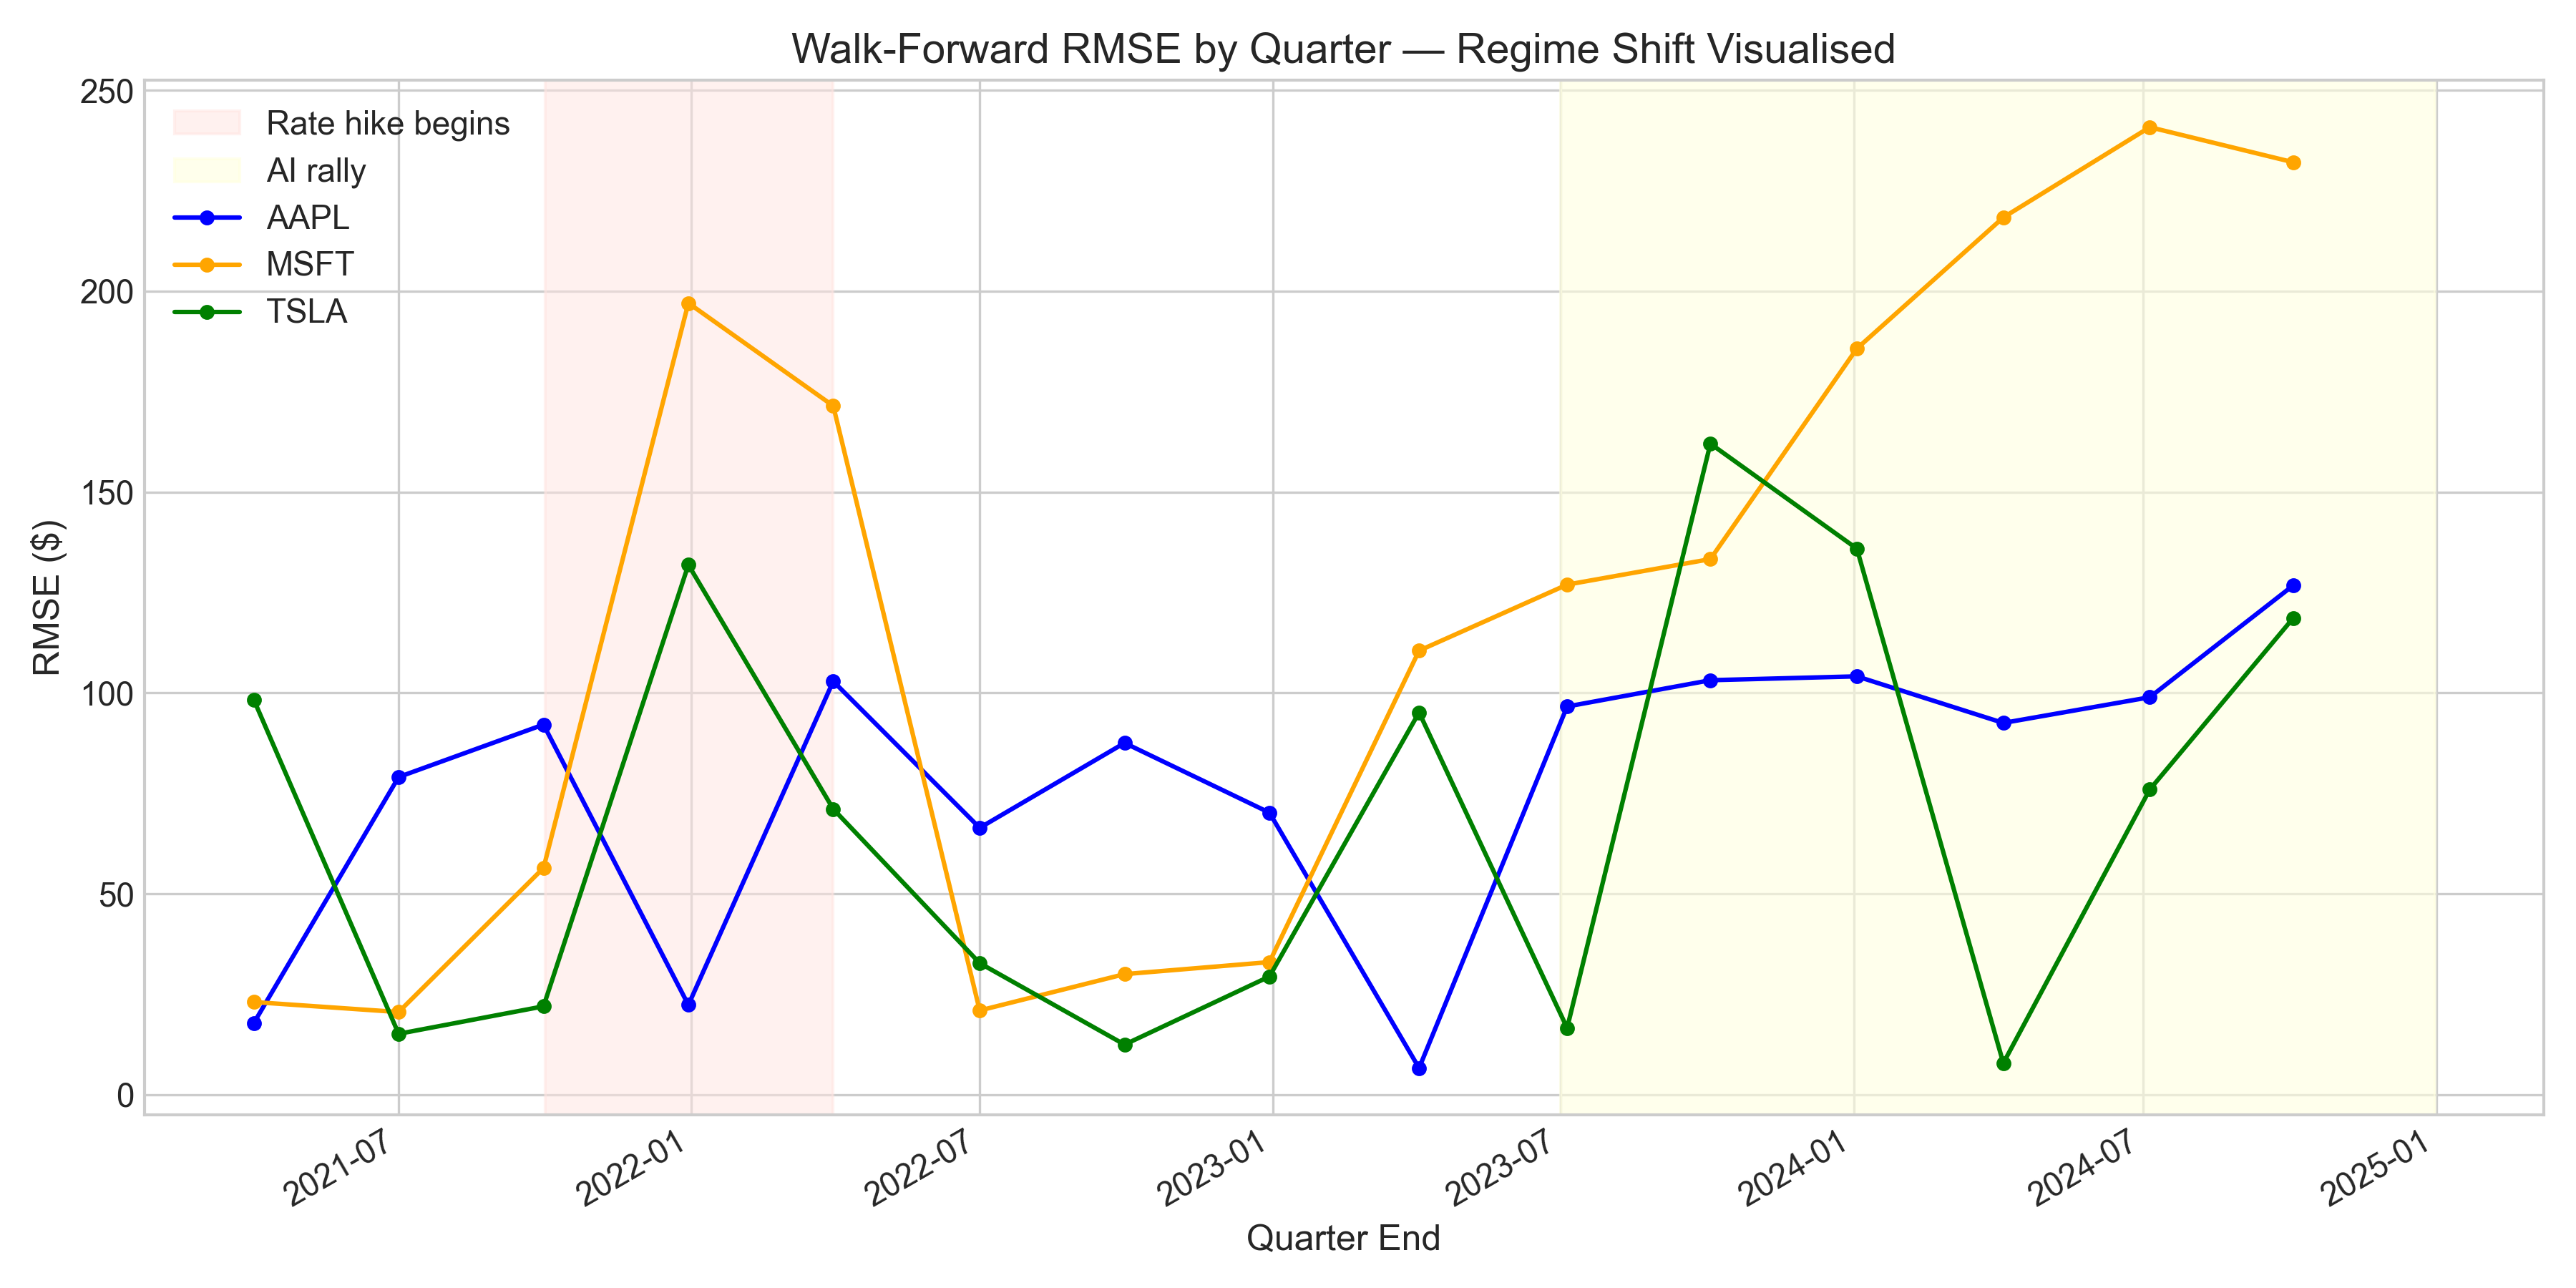 Walk-Forward RMSE by Quarter — Regime Shift Visualised
250
200
150
100
50
0
RMSE ($)
Rate hike begins
AI rally
AAPL
MSFT
TSLA
2021-07
2022-01
2022-07
2023-01
2023-07
2024-01
2024-07
2025-01
Quarter End